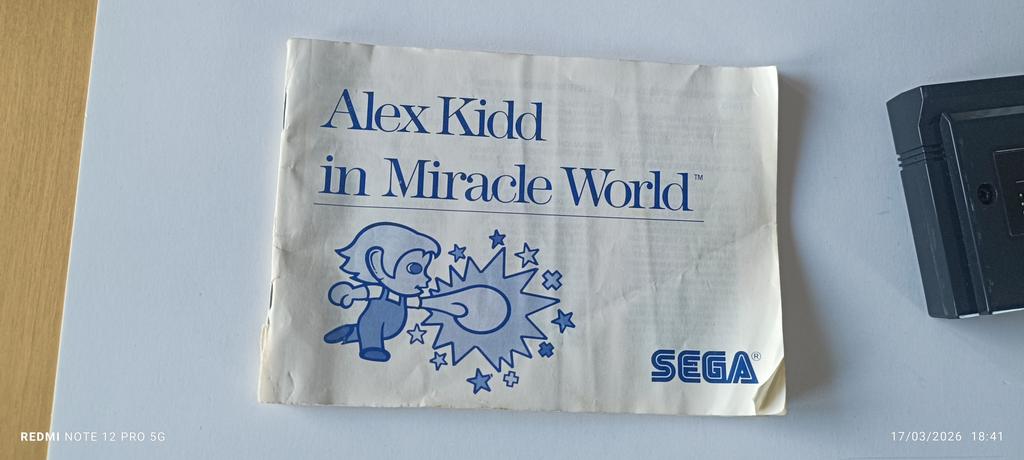 Alex Kidd
in Miracle World™
SEGA®
REDMI NOTE 12 PRO 5G
17/03/2026 18:41